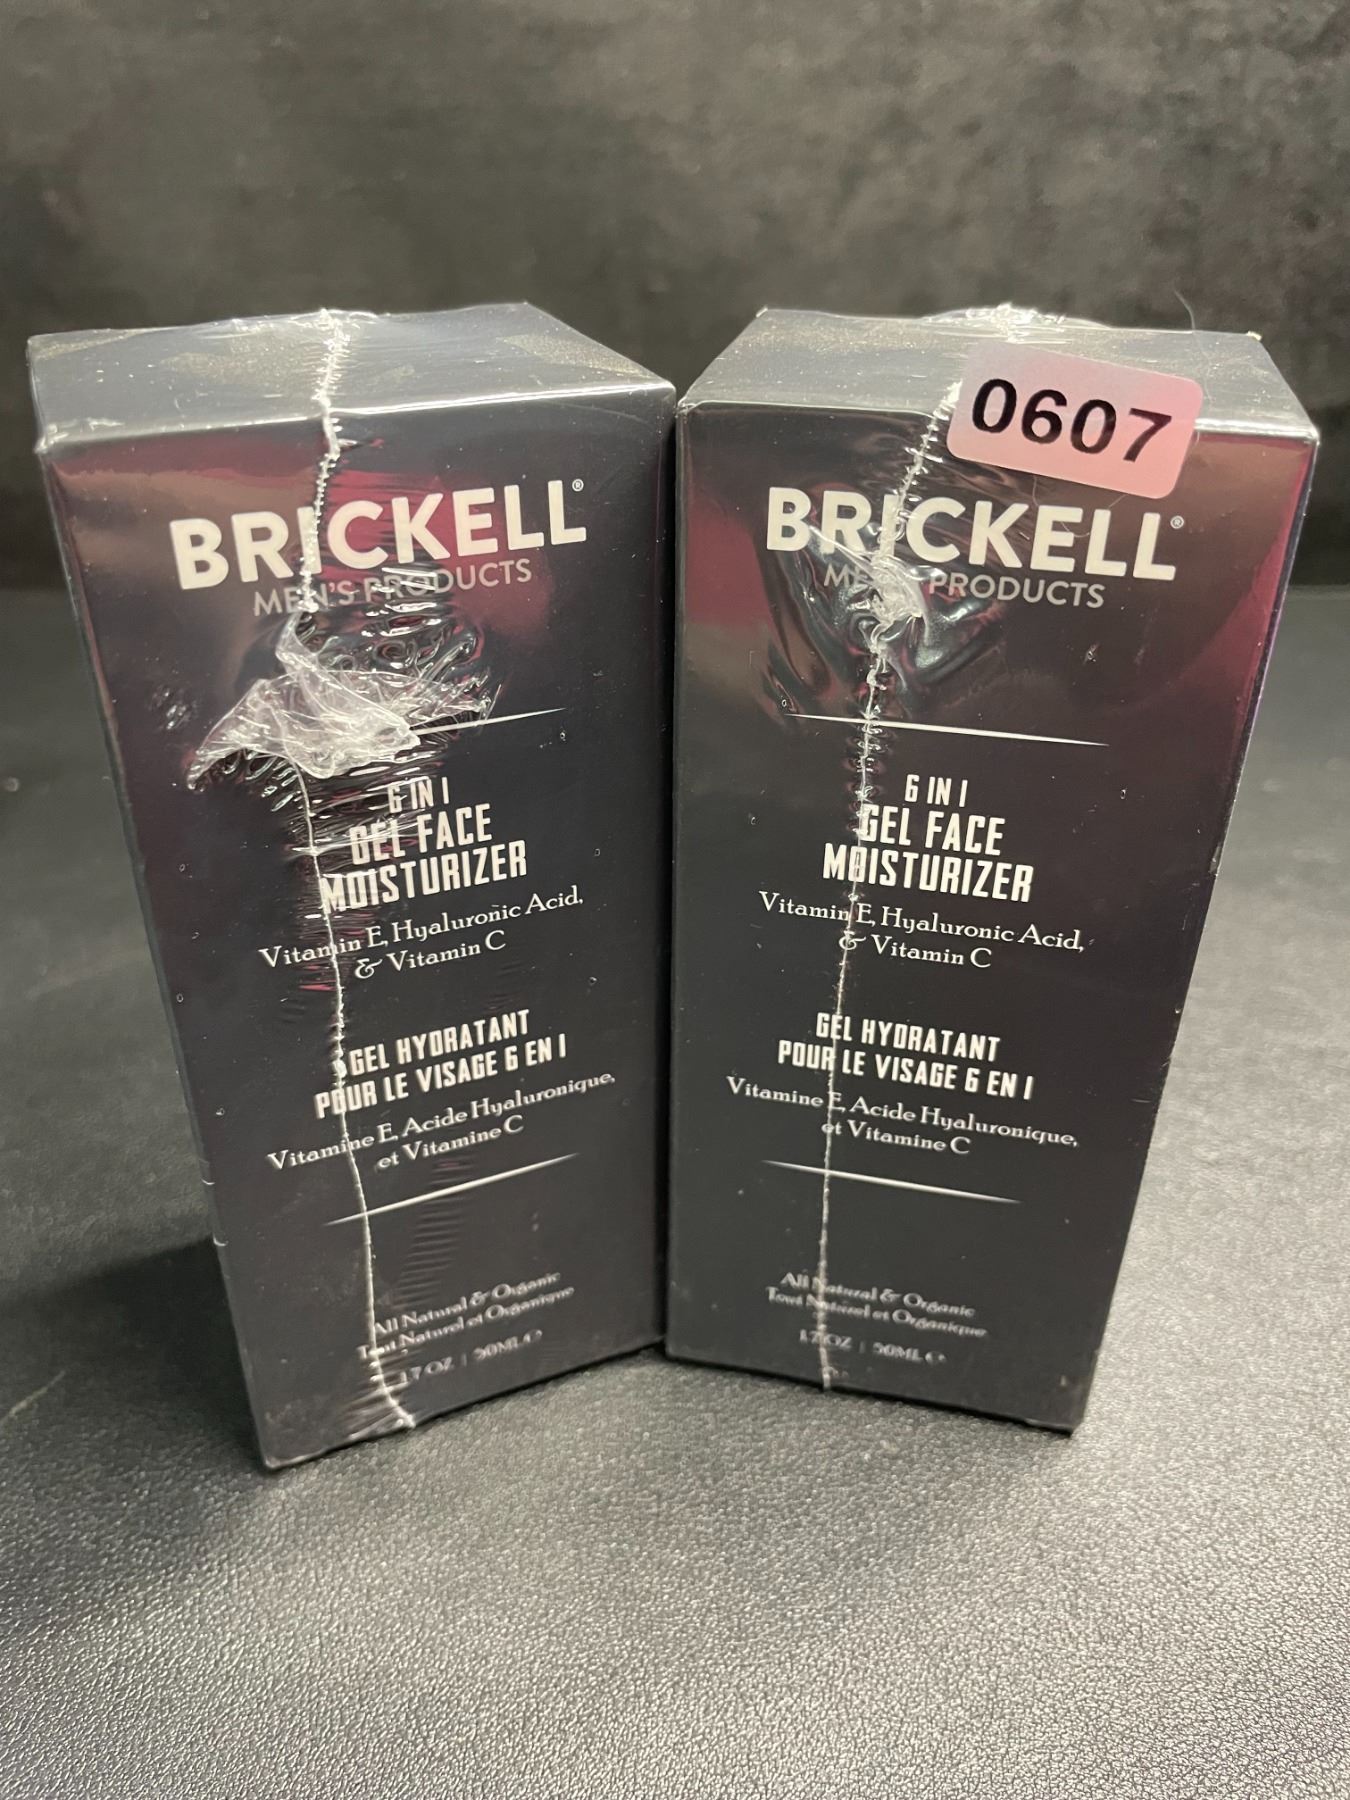 BRICKELL®
MEN'S PRODUCTS
6 IN 1
GEL FACE
MOISTURIZER
Vitamin E, Hyaluronic Acid,
& Vitamin C
GEL HYDRATANT
POUR LE VISAGE 6 EN 1
Vitamine E, Acide Hyaluronique,
et Vitamine C
All Natural & Organic
Tout Naturel et Organique
1.7 OZ | 50ML ℮
0607
BRICKELL®
MEN'S PRODUCTS
6 IN 1
GEL FACE
MOISTURIZER
Vitamin E, Hyaluronic Acid,
& Vitamin C
GEL HYDRATANT
POUR LE VISAGE 6 EN 1
Vitamine E, Acide Hyaluronique,
et Vitamine C
All Natural & Organic
Tout Naturel et Organique
1.7 OZ | 50ML ℮